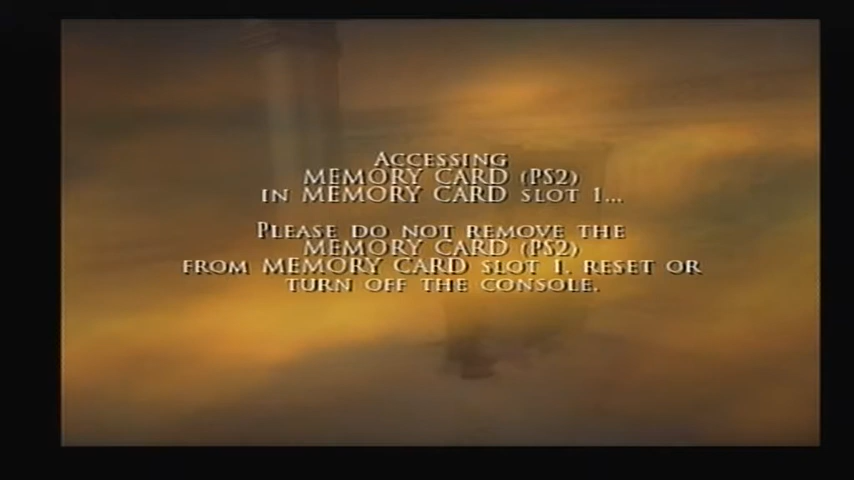 Accessing
MEMORY CARD (PS2)
in MEMORY CARD slot 1...
Please do not remove the
MEMORY CARD (PS2)
from MEMORY CARD slot 1, reset or
turn off the console.